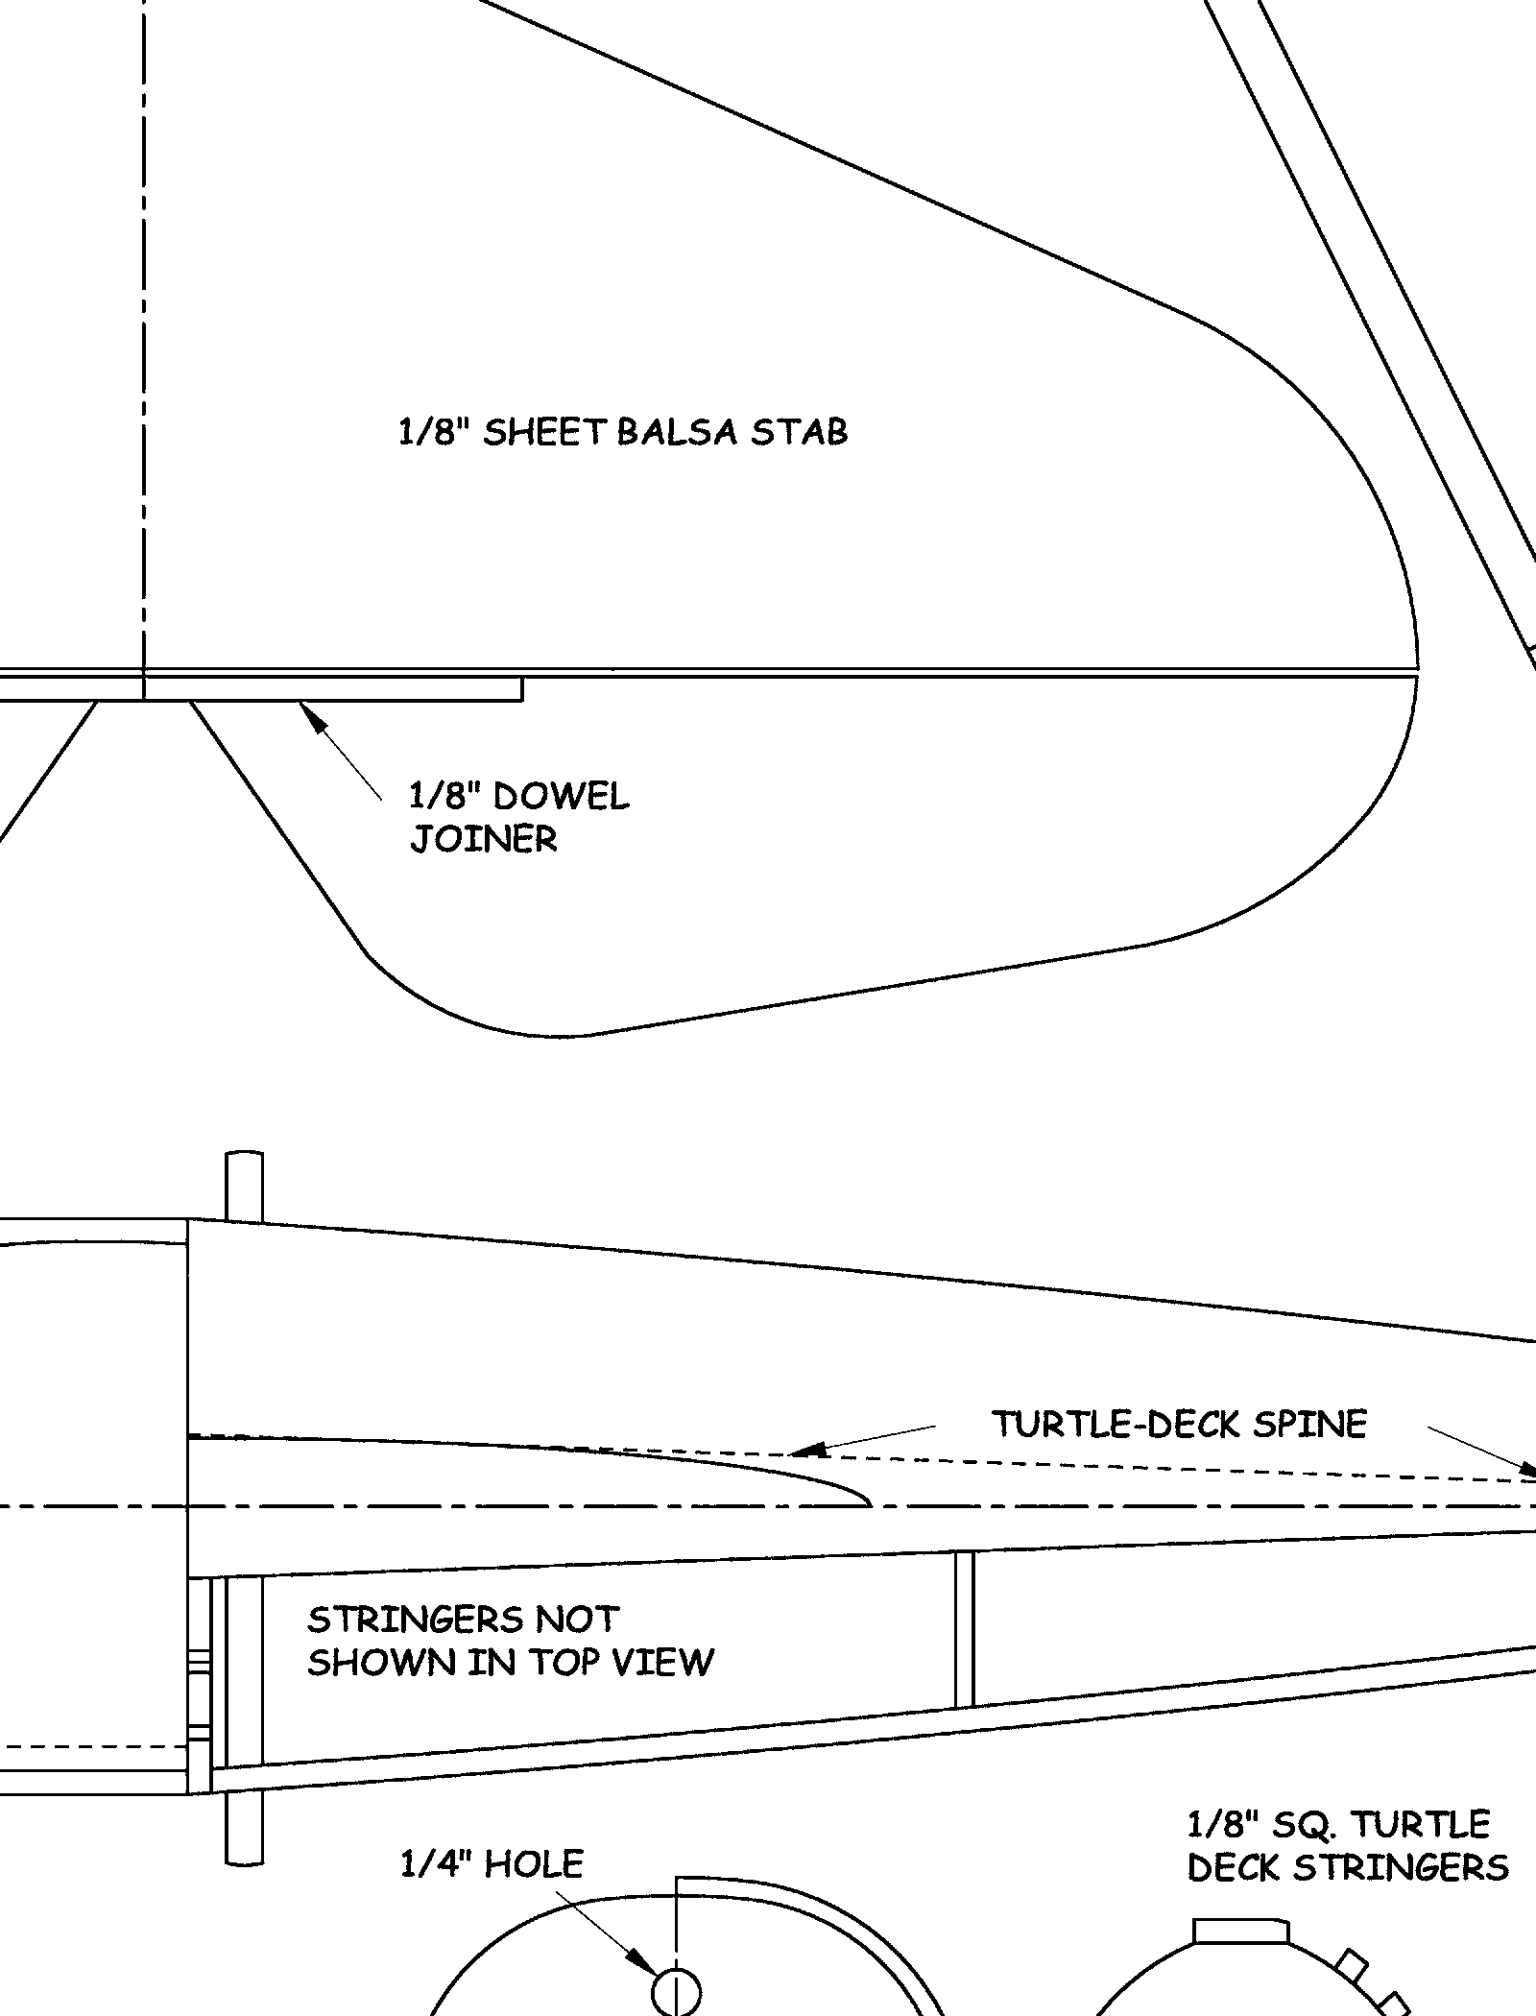 1/8" SHEET BALSA STAB
1/8" DOWEL
JOINER
TURTLE-DECK SPINE
STRINGERS NOT
SHOWN IN TOP VIEW
1/4" HOLE
1/8" SQ. TURTLE
DECK STRINGERS